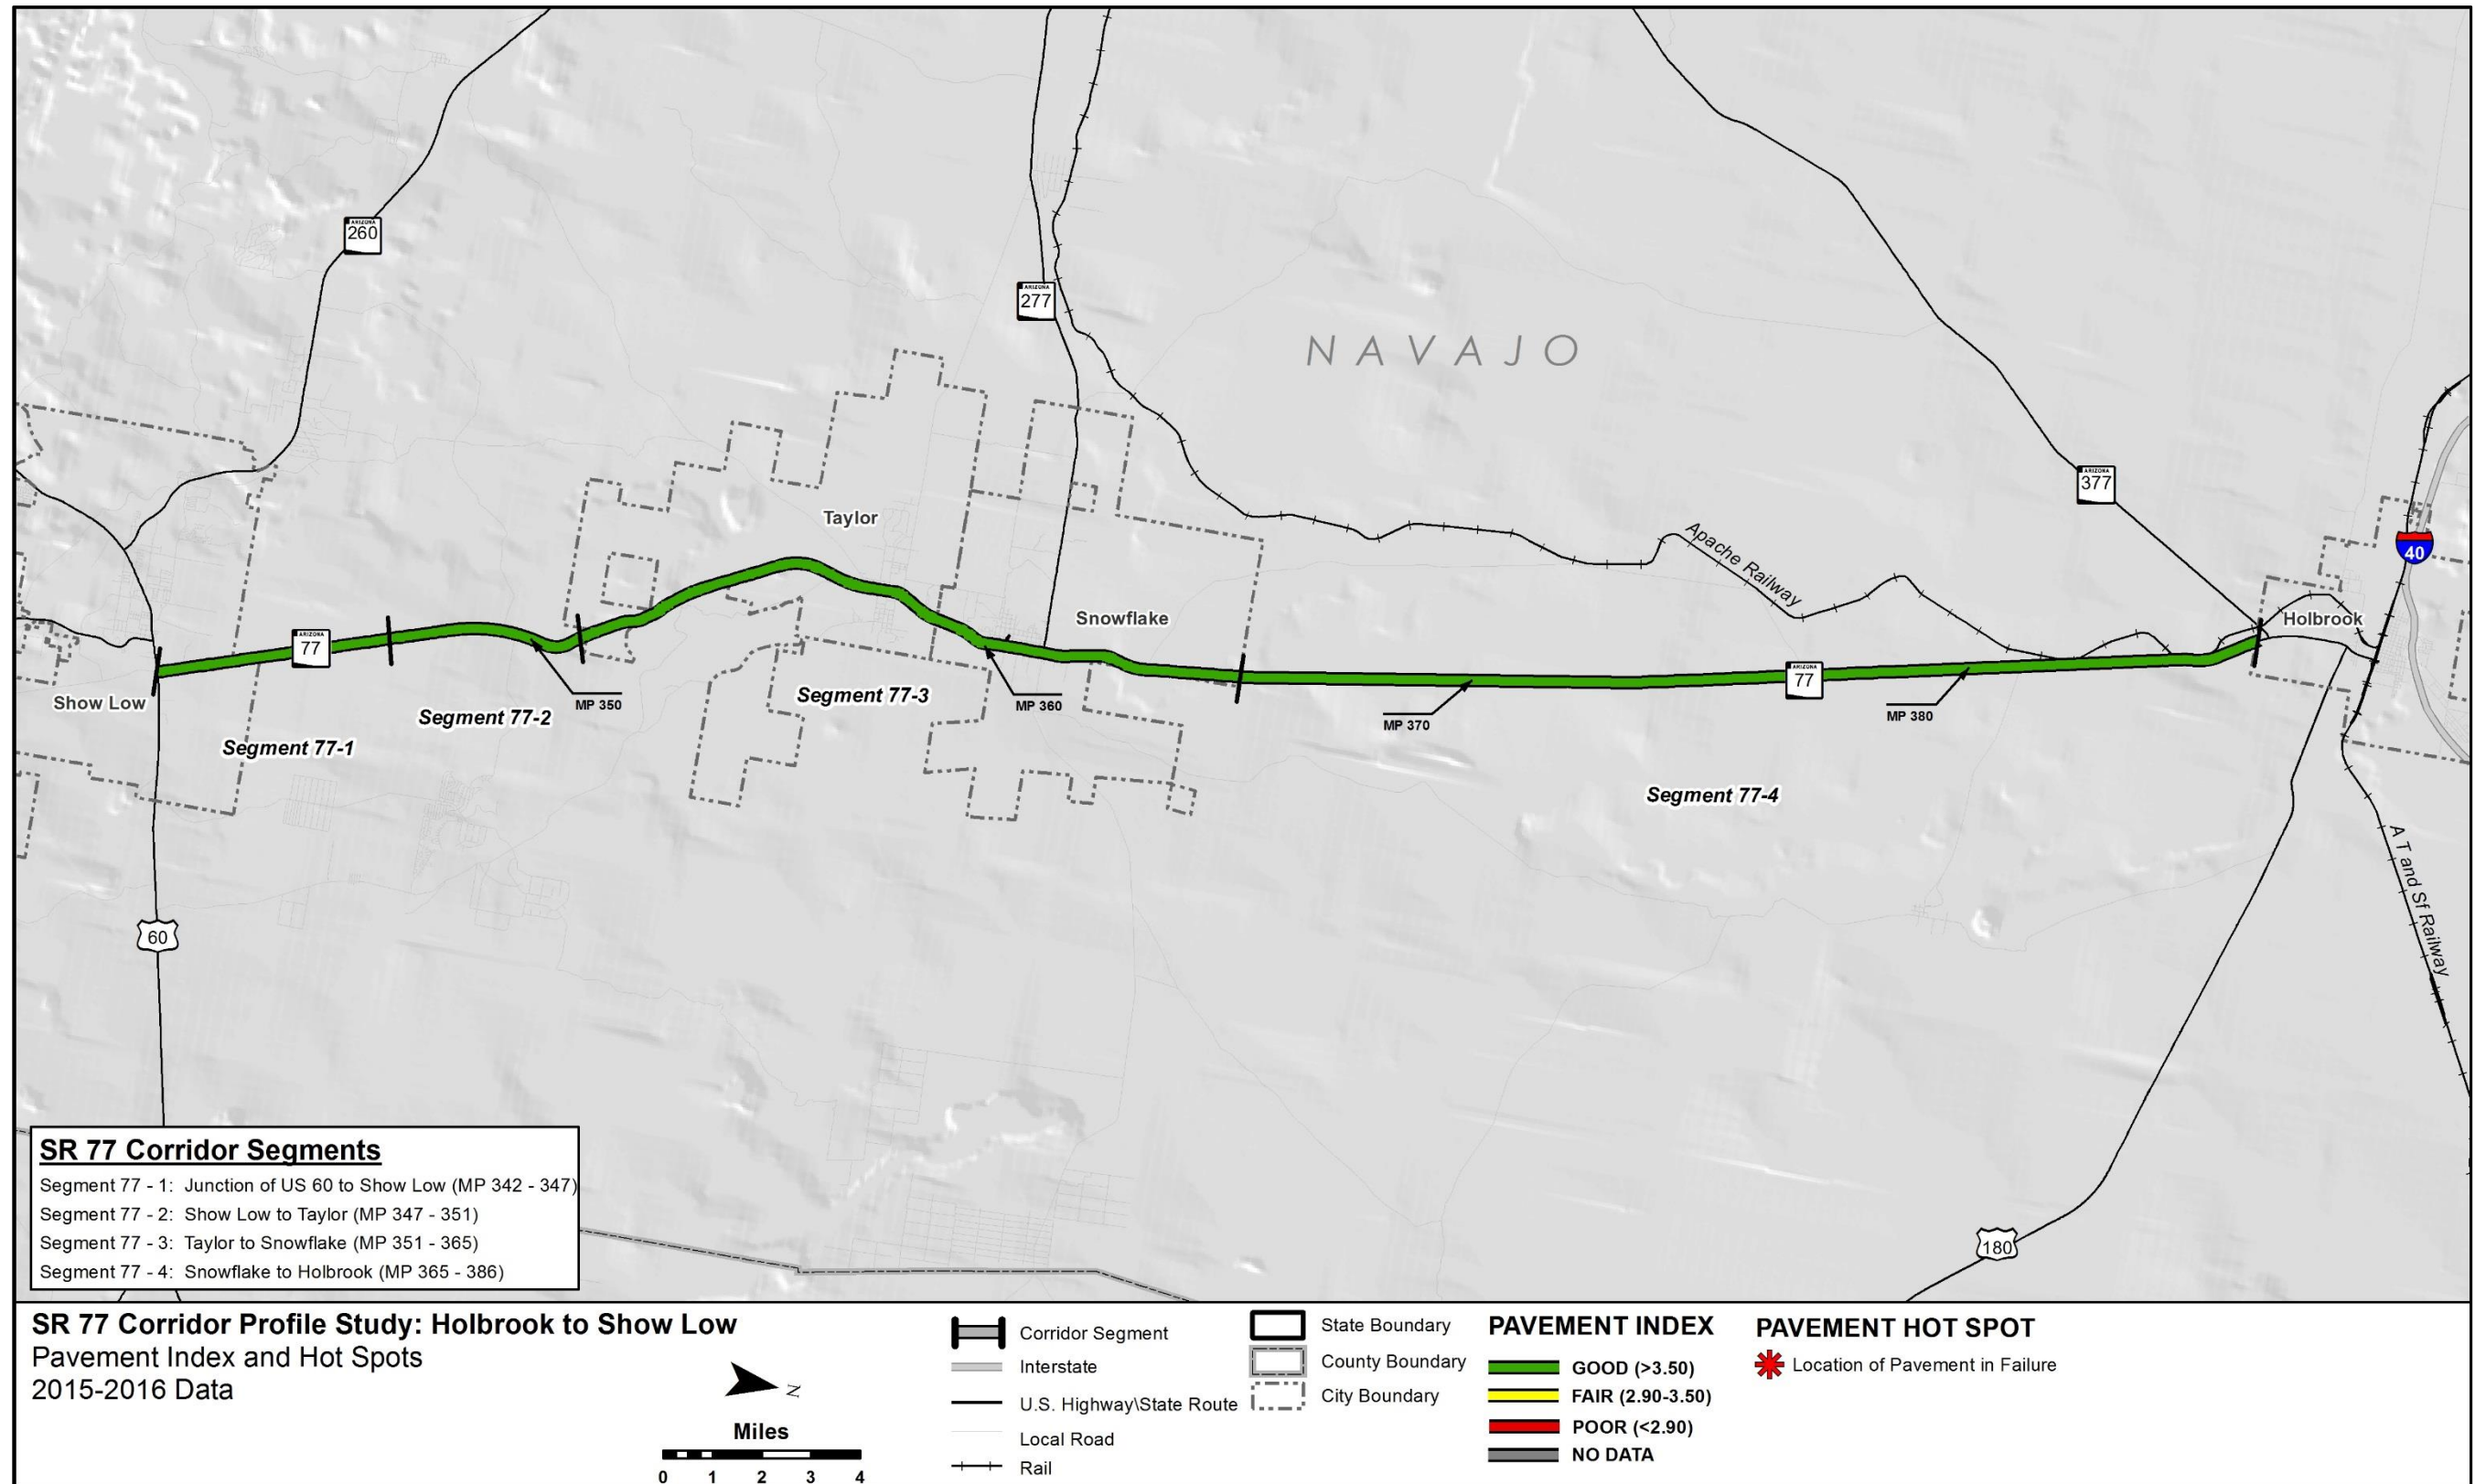 ARIZONA
260
ARIZONA
277
NAVAJO
ARIZONA
377
40
Taylor
Apache Railway
Snowflake
Holbrook
ARIZONA
77
Show Low
Segment 77-1
Segment 77-2
MP 350
Segment 77-3
MP 360
MP 370
ARIZONA
77
MP 380
Segment 77-4
A T and Sf Railway
60
180
SR 77 Corridor Segments
Segment 77 - 1: Junction of US 60 to Show Low (MP 342 - 347)
Segment 77 - 2: Show Low to Taylor (MP 347 - 351)
Segment 77 - 3: Taylor to Snowflake (MP 351 - 365)
Segment 77 - 4: Snowflake to Holbrook (MP 365 - 386)
SR 77 Corridor Profile Study: Holbrook to Show Low
Pavement Index and Hot Spots
2015-2016 Data
N
Miles
0 1 2 3 4
Corridor Segment
Interstate
U.S. Highway\State Route
Local Road
Rail
State Boundary
County Boundary
City Boundary
PAVEMENT INDEX
GOOD (>3.50)
FAIR (2.90-3.50)
POOR (<2.90)
NO DATA
PAVEMENT HOT SPOT
Location of Pavement in Failure